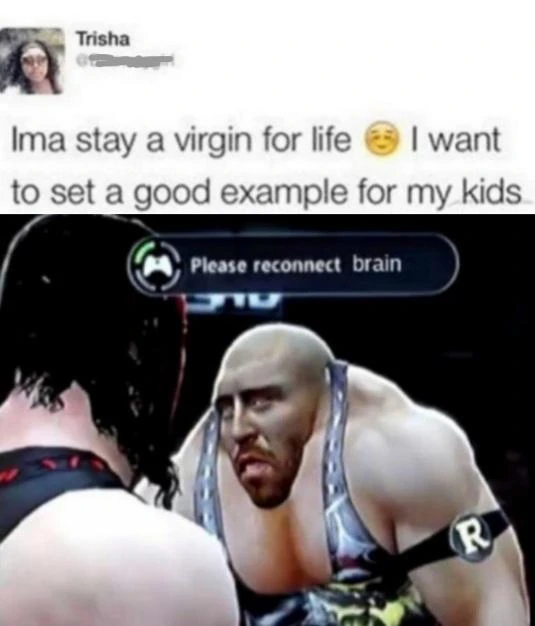 Trisha
Ima stay a virgin for life ☺️ I want
to set a good example for my kids
Please reconnect brain
R